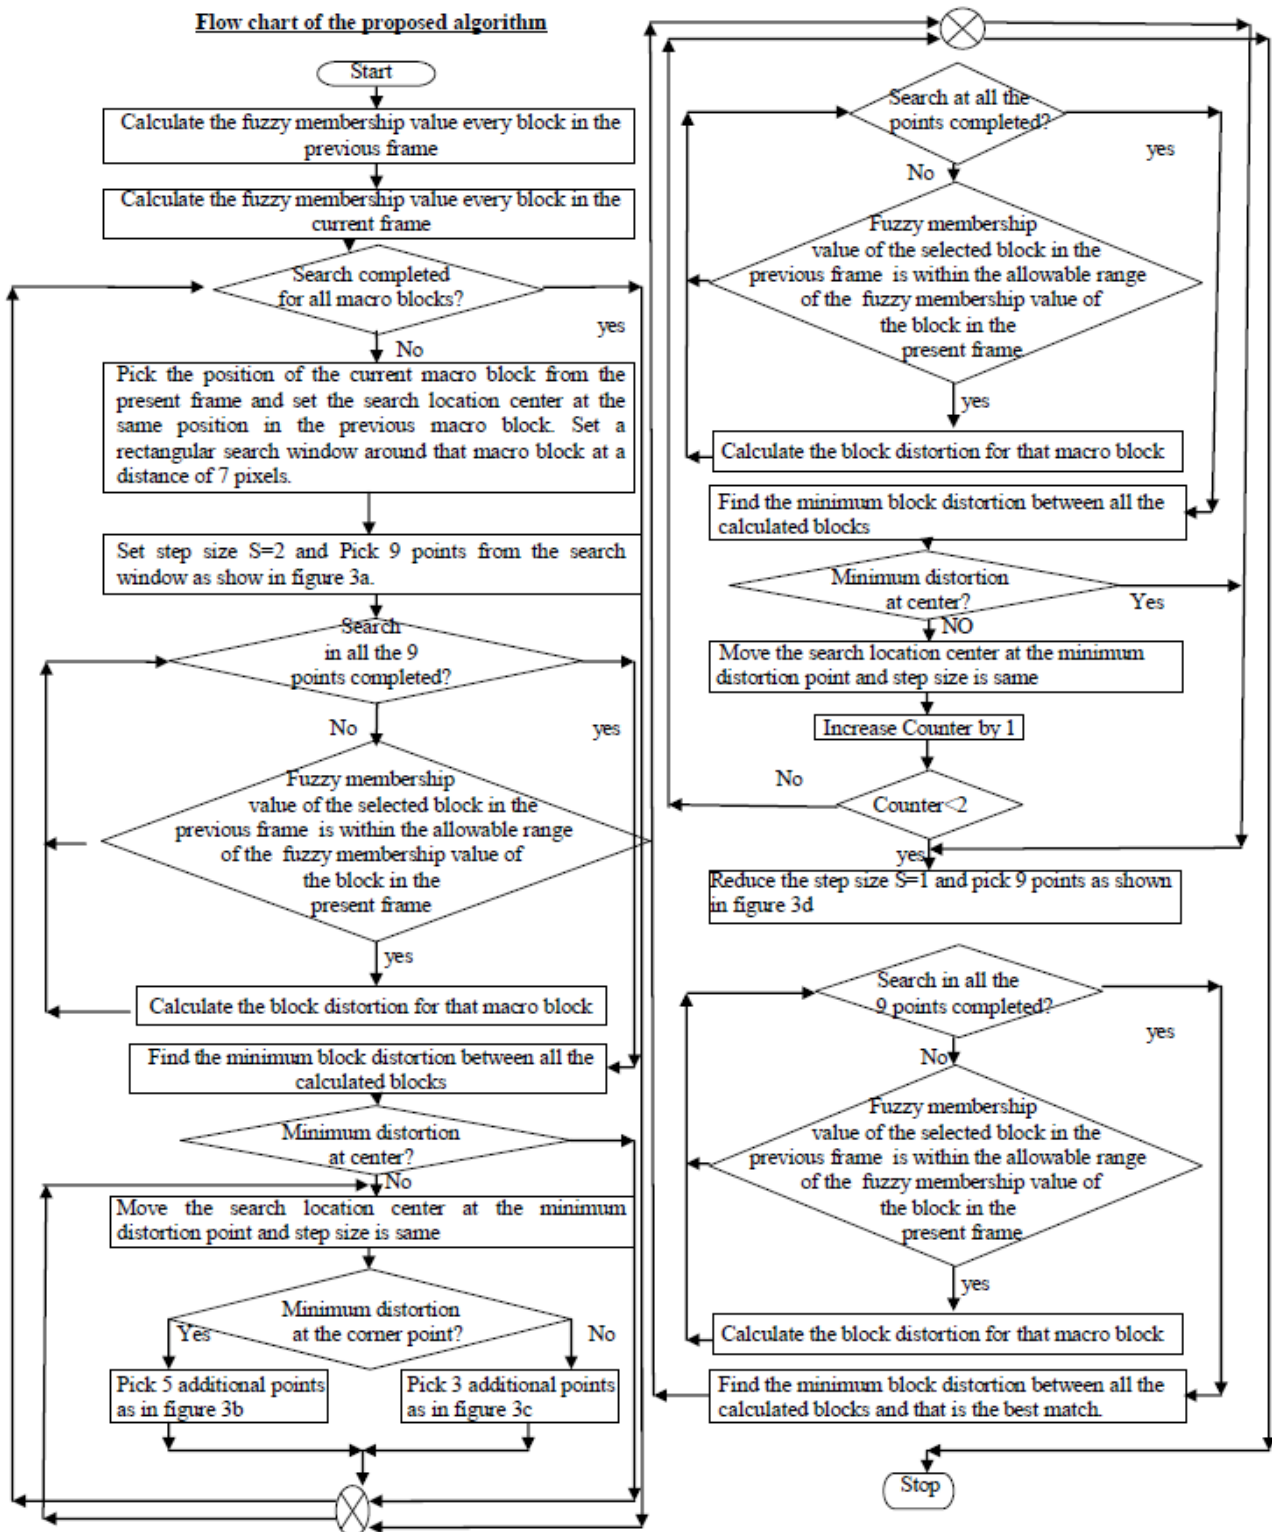 Flow chart of the proposed algorithm
Start
Calculate the fuzzy membership value every block in the
previous frame
Calculate the fuzzy membership value every block in the
current frame
Search completed
for all macro blocks?
yes
No
Pick the position of the current macro block from the
present frame and set the search location center at the
same position in the previous macro block. Set a
rectangular search window around that macro block at a
distance of 7 pixels.
Set step size S=2 and Pick 9 points from the search
window as show in figure 3a.
Search
in all the 9
points completed?
No
yes
Fuzzy membership
value of the selected block in the
previous frame is within the allowable range
of the fuzzy membership value of
the block in the
present frame
yes
Calculate the block distortion for that macro block
Find the minimum block distortion between all the
calculated blocks
Minimum distortion
at center?
No
Move the search location center at the minimum
distortion point and step size is same
Minimum distortion
at the corner point?
Yes
No
Pick 5 additional points
as in figure 3b
Pick 3 additional points
as in figure 3c
Search at all the
points completed?
yes
No
Fuzzy membership
value of the selected block in the
previous frame is within the allowable range
of the fuzzy membership value of
the block in the
present frame
yes
Calculate the block distortion for that macro block
Find the minimum block distortion between all the
calculated blocks
Minimum distortion
at center?
Yes
NO
Move the search location center at the minimum
distortion point and step size is same
Increase Counter by 1
No
Counter<2
yes
Reduce the step size S=1 and pick 9 points as shown
in figure 3d
Search in all the
9 points completed?
yes
No
Fuzzy membership
value of the selected block in the
previous frame is within the allowable range
of the fuzzy membership value of
the block in the
present frame
yes
Calculate the block distortion for that macro block
Find the minimum block distortion between all the
calculated blocks and that is the best match.
Stop